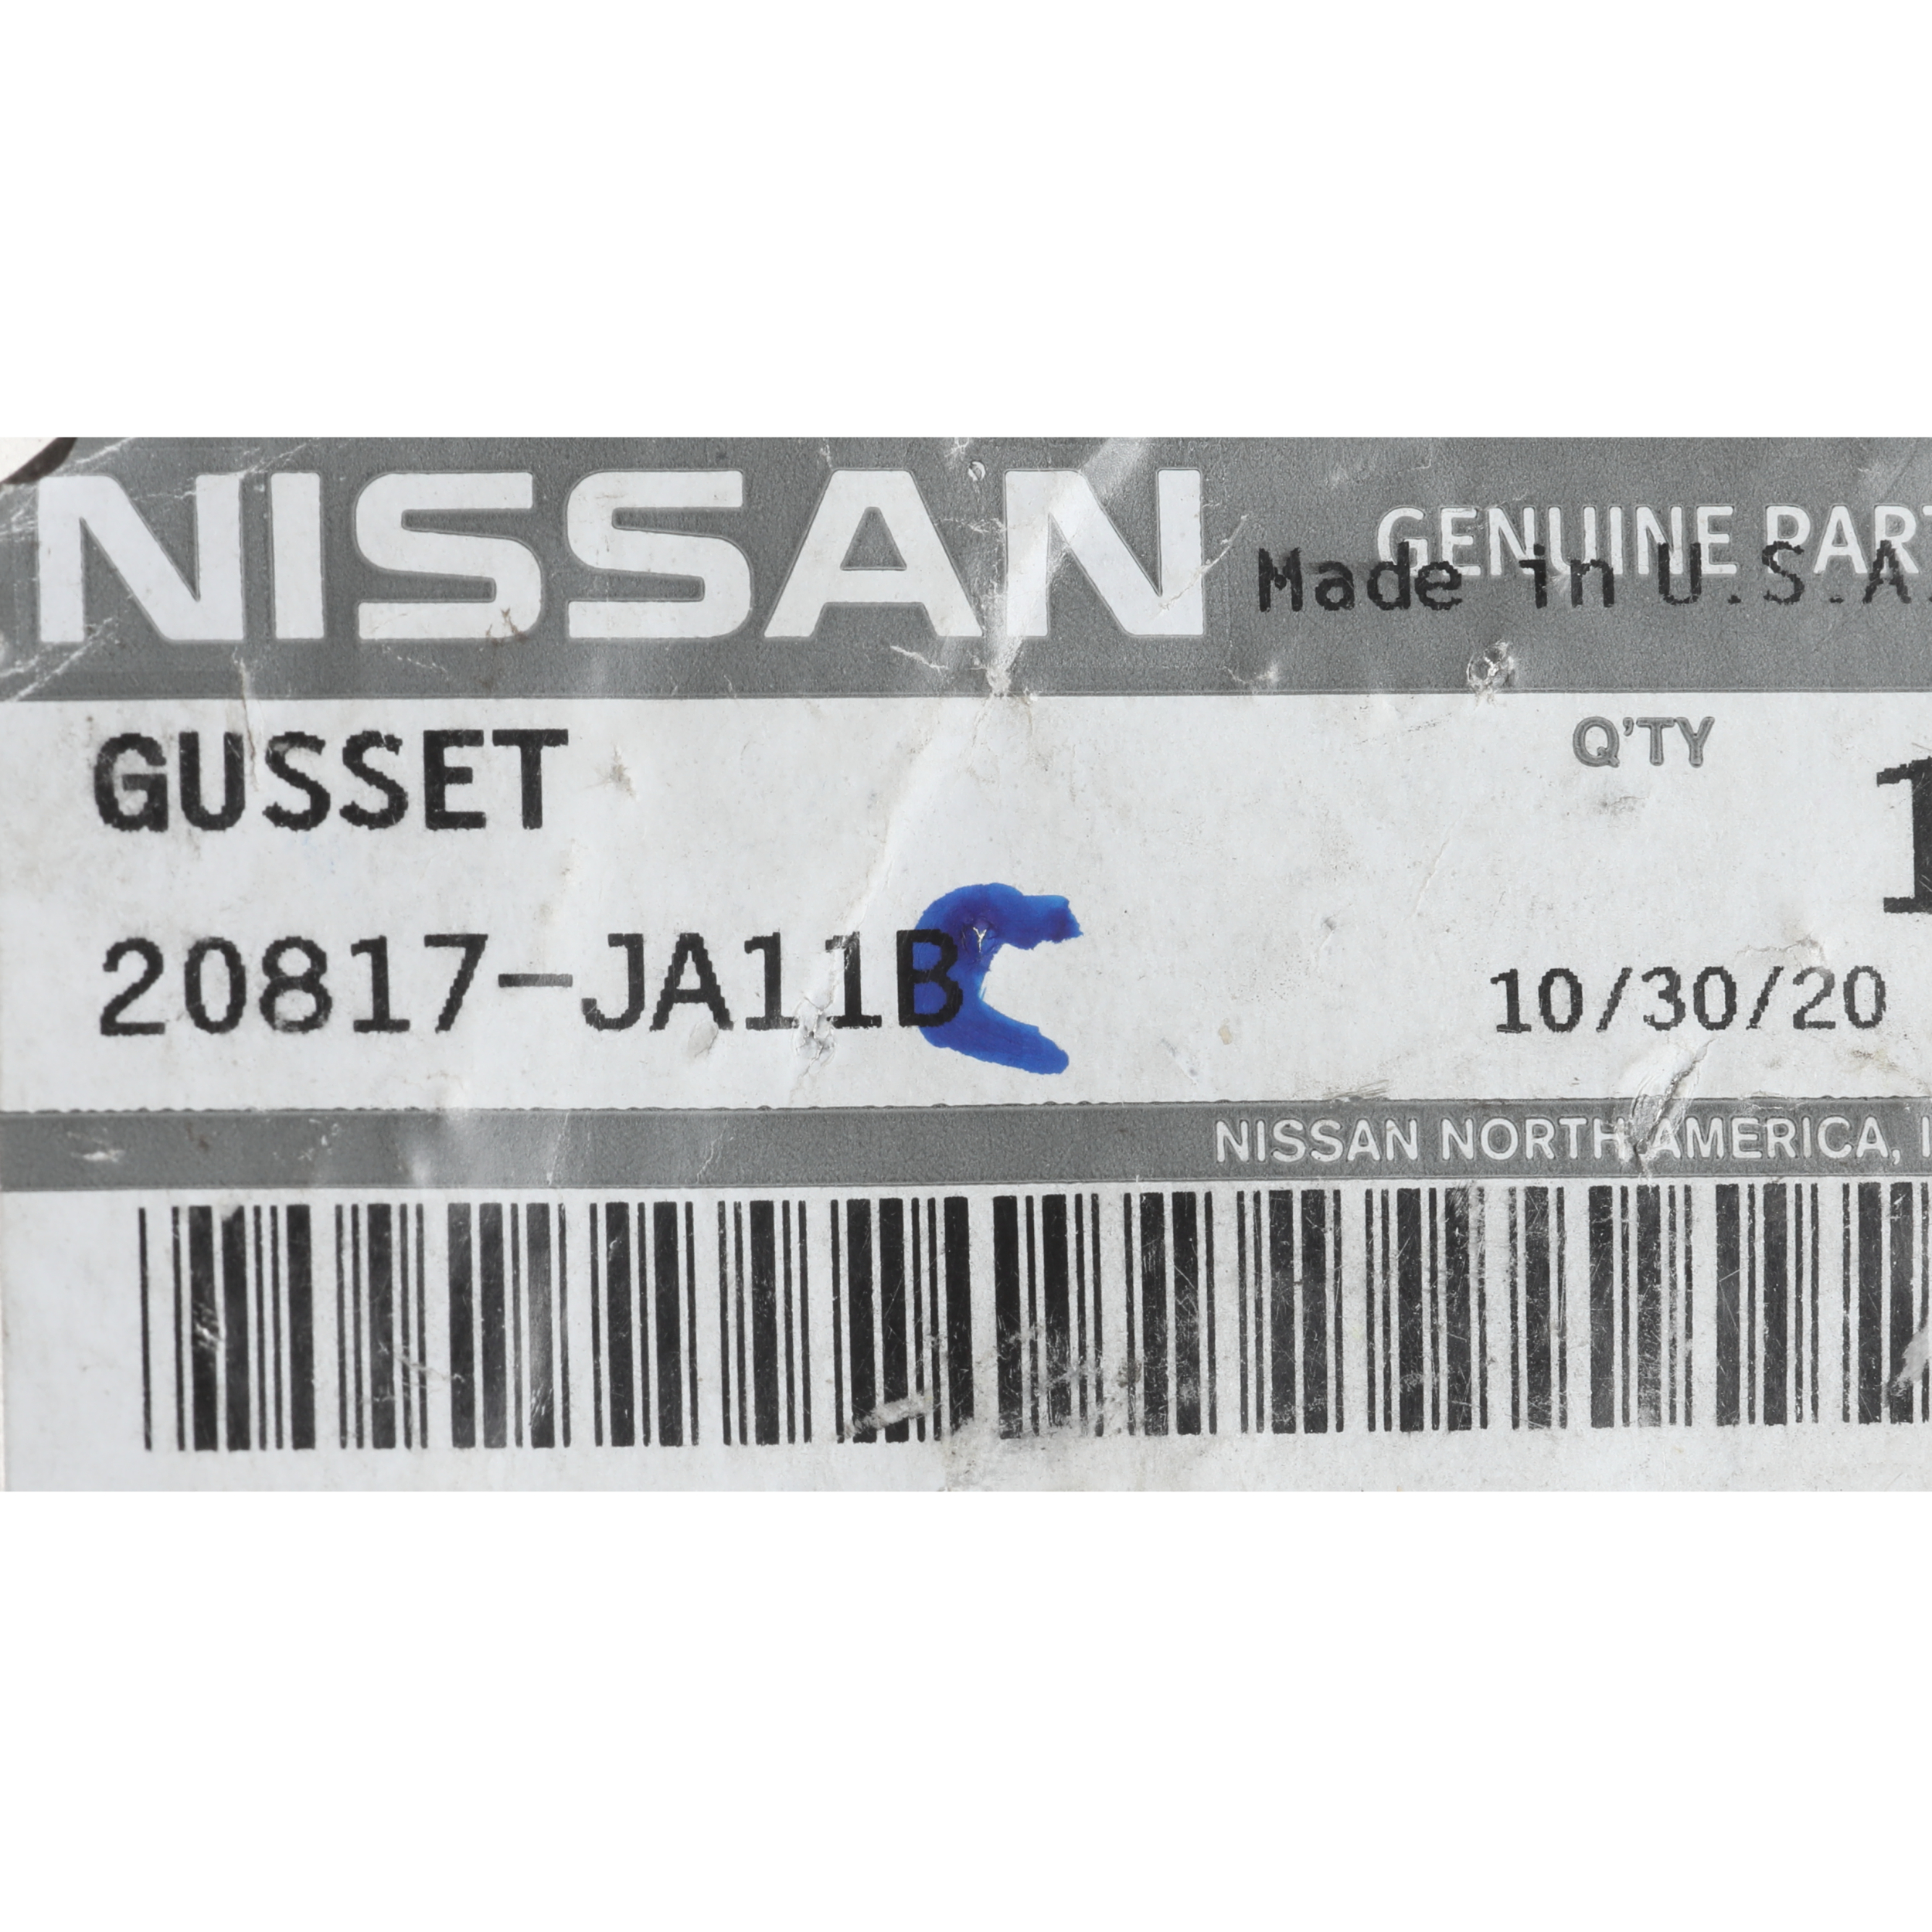 NISSAN
GENUINE PART
Made in U.S.A.
GUSSET
Q'TY
1
20817-JA11B
C
10/30/20
NISSAN NORTH AMERICA, I